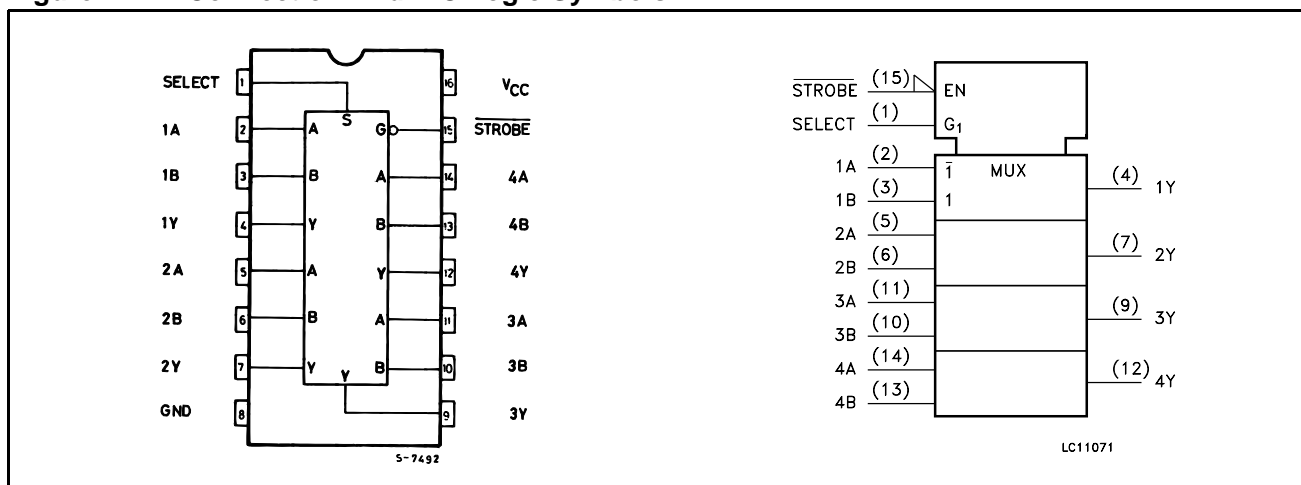 SELECT 1 16 VCC
S
1A 2 A G 15 STROBE
1B 3 B A 14 4A
1Y 4 Y B 13 4B
2A 5 A Y 12 4Y
2B 6 B A 11 3A
2Y 7 Y Y B 10 3B
GND 8 9 3Y
S-7492
STROBE (15) EN
SELECT (1) G1
1A (2) 1̅ MUX (4) 1Y
1B (3) 1
2A (5) (7) 2Y
2B (6)
3A (11) (9) 3Y
3B (10)
4A (14) (12) 4Y
4B (13)
LC11071